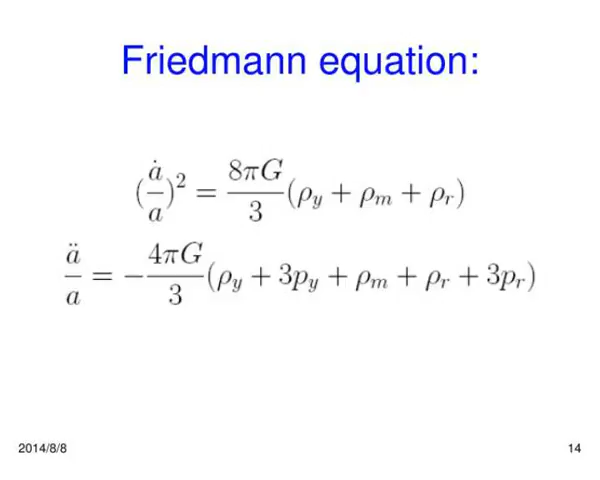 Friedmann equation:
(ȧ/a)² = 8πG/3 (ρ_y + ρ_m + ρ_r)
ä/a = −4πG/3 (ρ_y + 3p_y + ρ_m + ρ_r + 3p_r)
2014/8/8 14